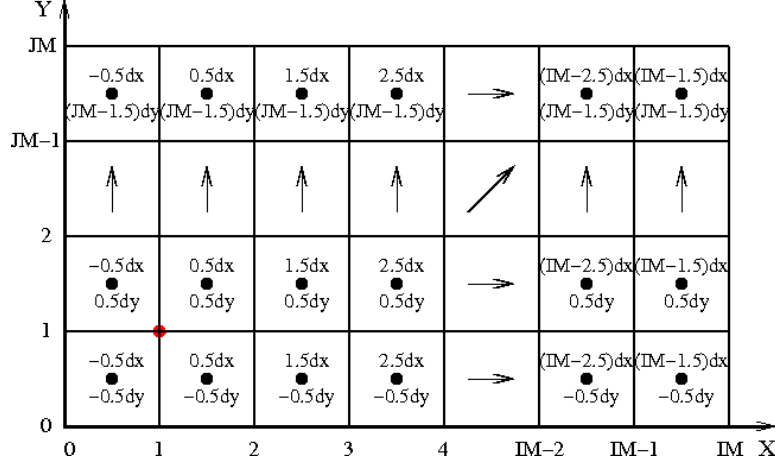 Y
JM
−0.5dx 0.5dx 1.5dx 2.5dx (IM−2.5)dx (IM−1.5)dx
(JM−1.5)dy (JM−1.5)dy (JM−1.5)dy (JM−1.5)dy (JM−1.5)dy (JM−1.5)dy
JM−1
2
−0.5dx 0.5dx 1.5dx 2.5dx (IM−2.5)dx (IM−1.5)dx
0.5dy 0.5dy 0.5dy 0.5dy 0.5dy 0.5dy
1
−0.5dx 0.5dx 1.5dx 2.5dx (IM−2.5)dx (IM−1.5)dx
−0.5dy −0.5dy −0.5dy −0.5dy −0.5dy −0.5dy
0
0 1 2 3 4 IM−2 IM−1 IM X